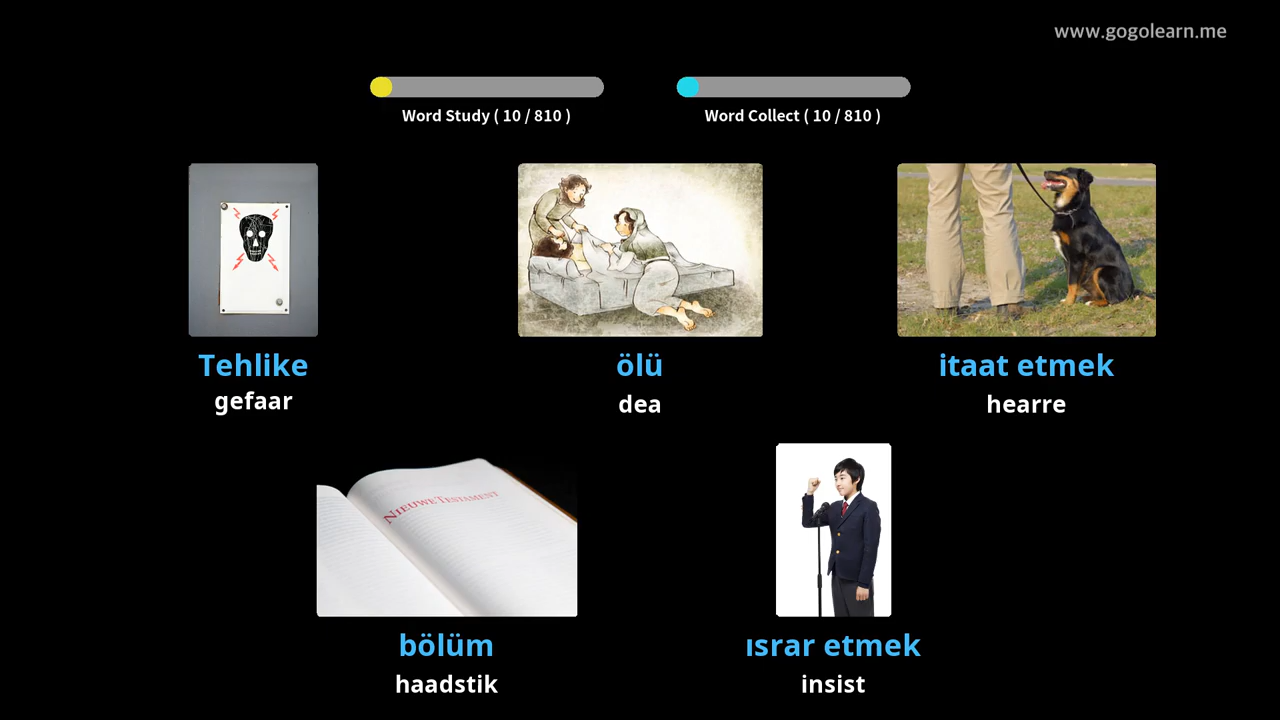 www.gogolearn.me
Word Study ( 10 / 810 )
Word Collect ( 10 / 810 )
Tehlike
gefaar
ölü
dea
itaat etmek
hearre
NIEUWE TESTAMENT
bölüm
haadstik
ısrar etmek
insist